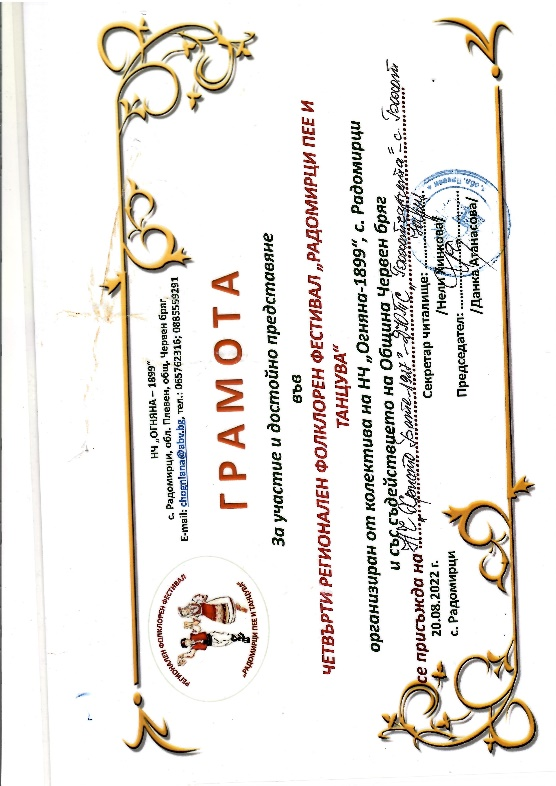 НЧ „ОГНЯНА – 1899“
с. Радомирци, обл. Плевен, общ. Червен бряг
E-mail: chogniana@abv.bg, тел.: 065762316; 0885559291
РЕГИОНАЛЕН ФОЛКЛОРЕН ФЕСТИВАЛ
„РАДОМИРЦИ ПЕЕ И ТАНЦУВА“
ГРАМОТА
За участие и достойно представяне
във
ЧЕТВЪРТИ РЕГИОНАЛЕН ФОЛКЛОРЕН ФЕСТИВАЛ „РАДОМИРЦИ ПЕЕ И
ТАНЦУВА“
организиран от колектива на НЧ „Огняна-1899“, с. Радомирци
и със съдействието на Община Червен бряг
се присъжда на
20.08.2022 г.
с. Радомирци
Секретар читалище:
/Нели Нинкова/
Председател:
/Данка Атанасова/